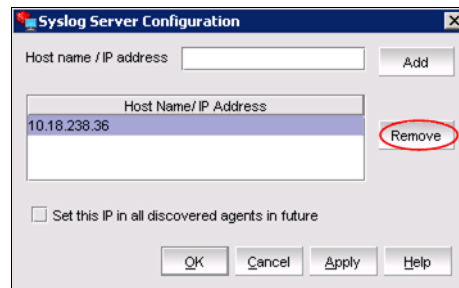 Syslog Server Configuration
Host name / IP address
Add
Host Name/ IP Address
10.18.238.36
Remove
Set this IP in all discovered agents in future
OK Cancel Apply Help